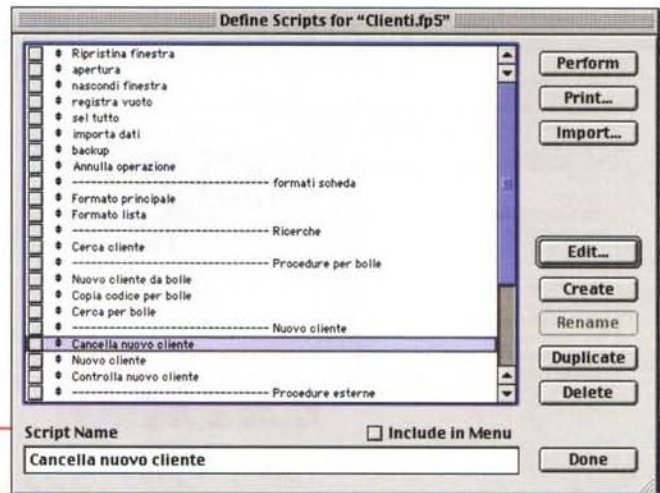 Define Scripts for "Clienti.fp5"
Ripristina finestra
apertura
nascondi finestra
registra vuoto
sel tutto
importa dati
backup
Annulla operazione
------------------------------------ formati scheda
Formato principale
Formato lista
------------------------------------ Ricerche
Cerca cliente
------------------------------------ Procedure per bolle
Nuovo cliente da bolle
Copia codice per bolle
Cerca per bolle
------------------------------------ Nuovo cliente
Cancella nuovo cliente
Nuovo cliente
Controlla nuovo cliente
------------------------------------ Procedure esterne
Perform
Print...
Import...
Edit...
Create
Rename
Duplicate
Delete
Script Name
Include in Menu
Cancella nuovo cliente
Done